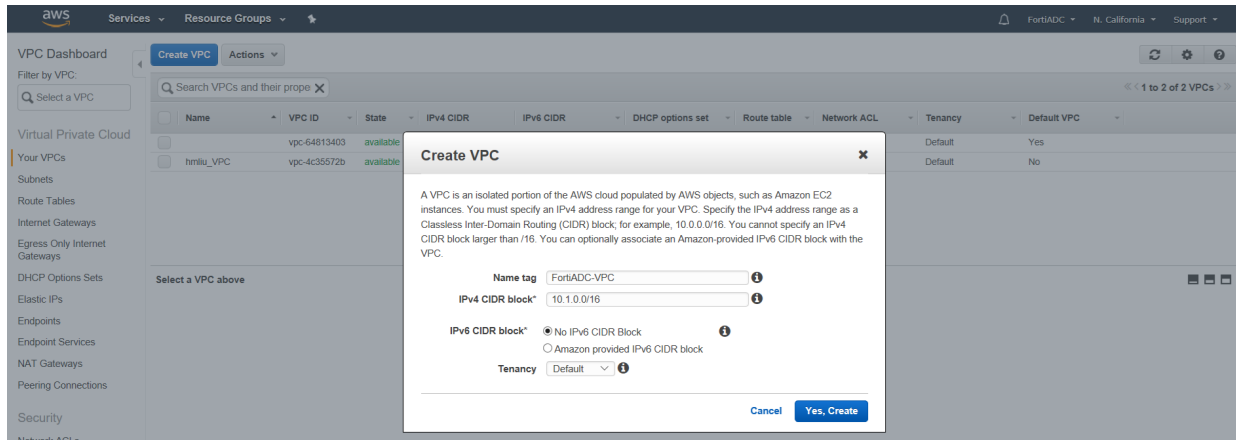 aws Services Resource Groups FortiADC N. California Support
VPC Dashboard
Filter by VPC:
Select a VPC
Virtual Private Cloud
Your VPCs
Subnets
Route Tables
Internet Gateways
Egress Only Internet
Gateways
DHCP Options Sets
Elastic IPs
Endpoints
Endpoint Services
NAT Gateways
Peering Connections
Security
Network ACLs
Create VPC Actions
Search VPCs and their prope
1 to 2 of 2 VPCs
Name VPC ID State IPv4 CIDR IPv6 CIDR DHCP options set Route table Network ACL Tenancy Default VPC
vpc-64813403 available Default Yes
hmliu_VPC vpc-4c35572b available Default No
Select a VPC above
Create VPC
A VPC is an isolated portion of the AWS cloud populated by AWS objects, such as Amazon EC2
instances. You must specify an IPv4 address range for your VPC. Specify the IPv4 address range as a
Classless Inter-Domain Routing (CIDR) block; for example, 10.0.0.0/16. You cannot specify an IPv4
CIDR block larger than /16. You can optionally associate an Amazon-provided IPv6 CIDR block with the
VPC.
Name tag FortiADC-VPC
IPv4 CIDR block* 10.1.0.0/16
IPv6 CIDR block* No IPv6 CIDR Block
Amazon provided IPv6 CIDR block
Tenancy Default
Cancel Yes, Create